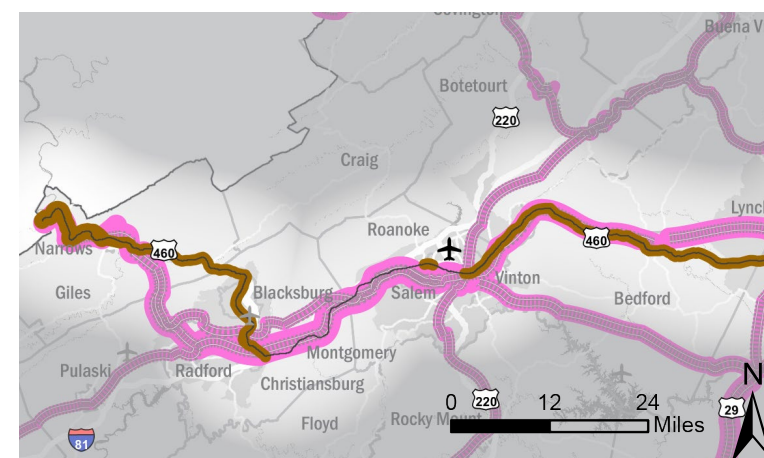 Buena V
Botetourt
220
Craig
Lynch
Roanoke
460
460
Narrows
Giles
Blacksburg
Salem
Vinton
Bedford
Montgomery
Pulaski
Radford
Christiansburg
N
0 12 24
Miles
220
29
Floyd
Rocky Mount
81